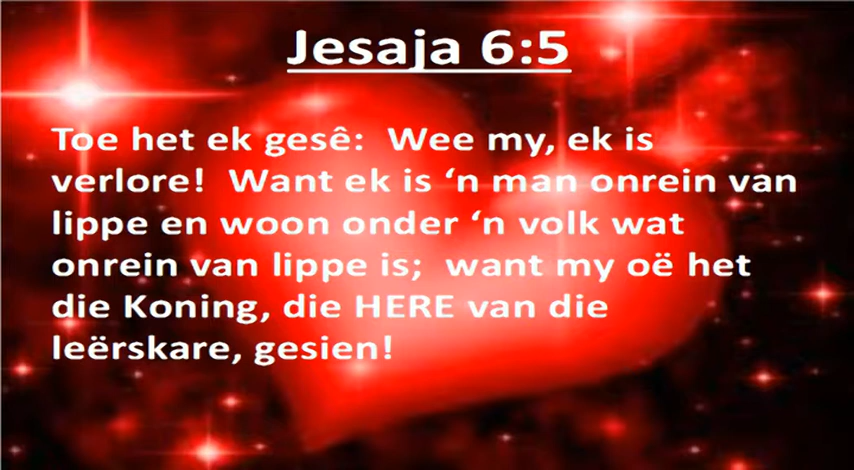 Jesaja 6:5
Toe het ek gesê:  Wee my, ek is
verlore!  Want ek is ‘n man onrein van
lippe en woon onder ‘n volk wat
onrein van lippe is;  want my oë het
die Koning, die HERE van die
leërskare, gesien!